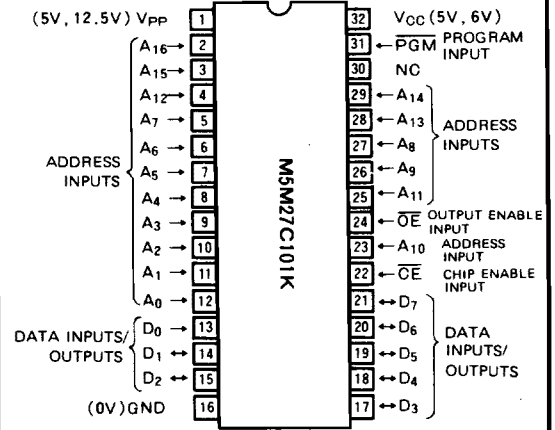 (5V, 12.5V) VPP 1 32 VCC (5V, 6V)
A16 → 2 31 ← PGM PROGRAM INPUT
A15 → 3 30 NC
A12 → 4 29 ← A14
A7 → 5 28 ← A13
A6 → 6 27 ← A8
A5 → 7 26 ← A9
A4 → 8 25 ← A11
A3 → 9 24 ← OE OUTPUT ENABLE INPUT
A2 → 10 23 ← A10 ADDRESS INPUT
A1 → 11 22 ← CE CHIP ENABLE INPUT
A0 → 12 21 ↔ D7
D0 ↔ 13 20 ↔ D6
D1 ↔ 14 19 ↔ D5
D2 ↔ 15 18 ↔ D4
(0V) GND 16 17 ↔ D3
ADDRESS
INPUTS
DATA INPUTS/
OUTPUTS
M5M27C101K
ADDRESS
INPUTS
DATA
INPUTS/
OUTPUTS